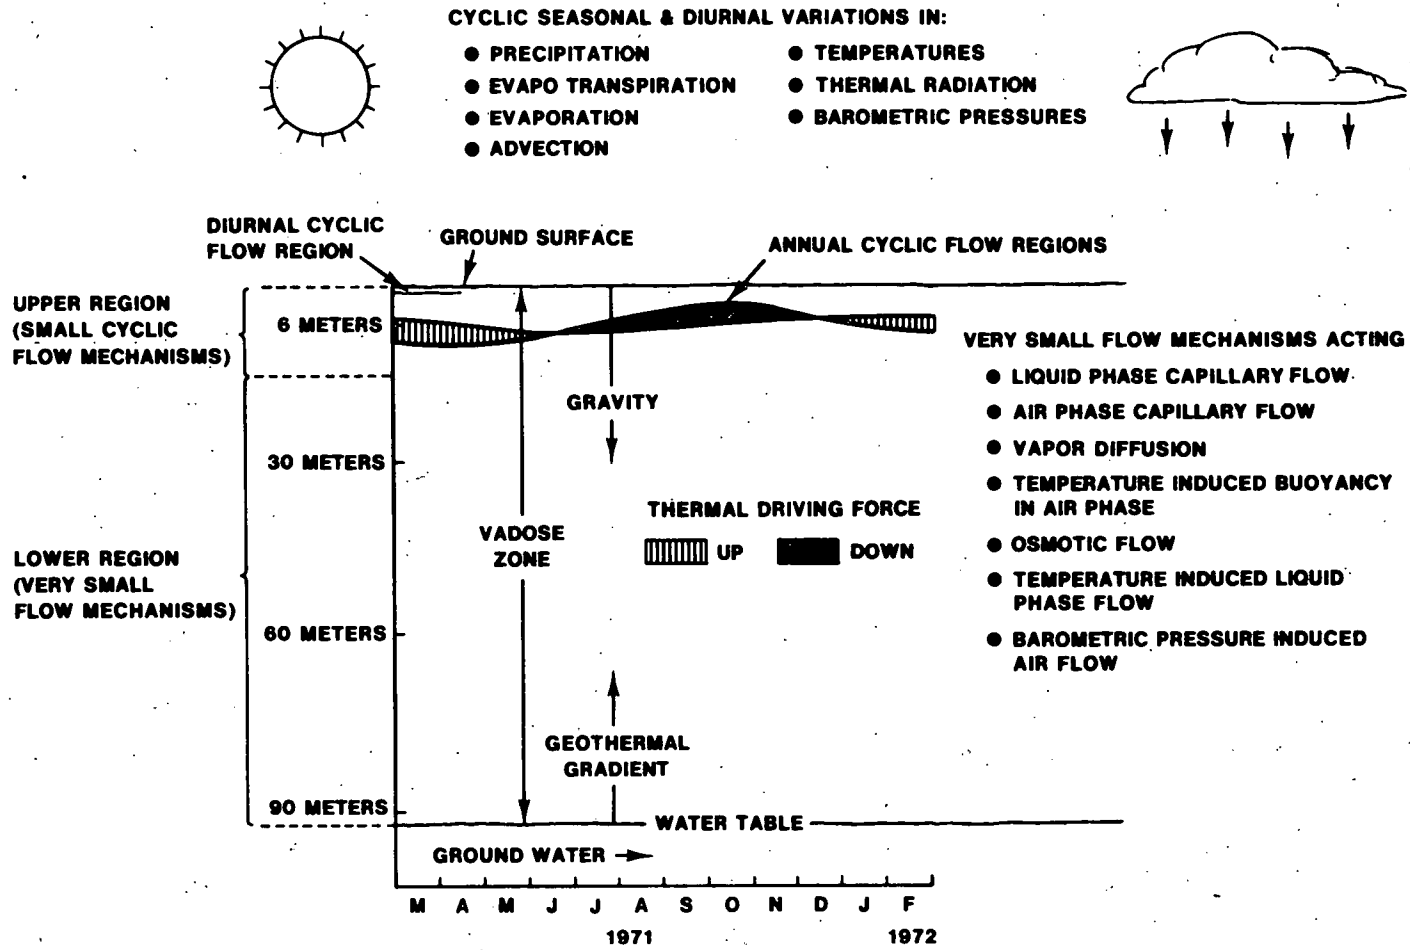 CYCLIC SEASONAL & DIURNAL VARIATIONS IN:
● PRECIPITATION
● EVAPO TRANSPIRATION
● EVAPORATION
● ADVECTION
● TEMPERATURES
● THERMAL RADIATION
● BAROMETRIC PRESSURES
DIURNAL CYCLIC
FLOW REGION
GROUND SURFACE
ANNUAL CYCLIC FLOW REGIONS
UPPER REGION
(SMALL CYCLIC
FLOW MECHANISMS)
6 METERS
GRAVITY
30 METERS
VADOSE
ZONE
THERMAL DRIVING FORCE
UP
DOWN
LOWER REGION
(VERY SMALL
FLOW MECHANISMS)
60 METERS
GEOTHERMAL
GRADIENT
90 METERS
WATER TABLE
GROUND WATER
VERY SMALL FLOW MECHANISMS ACTING
● LIQUID PHASE CAPILLARY FLOW
● AIR PHASE CAPILLARY FLOW
● VAPOR DIFFUSION
● TEMPERATURE INDUCED BUOYANCY
IN AIR PHASE
● OSMOTIC FLOW
● TEMPERATURE INDUCED LIQUID
PHASE FLOW
● BAROMETRIC PRESSURE INDUCED
AIR FLOW
M A M J J A S O N D J F
1971 1972